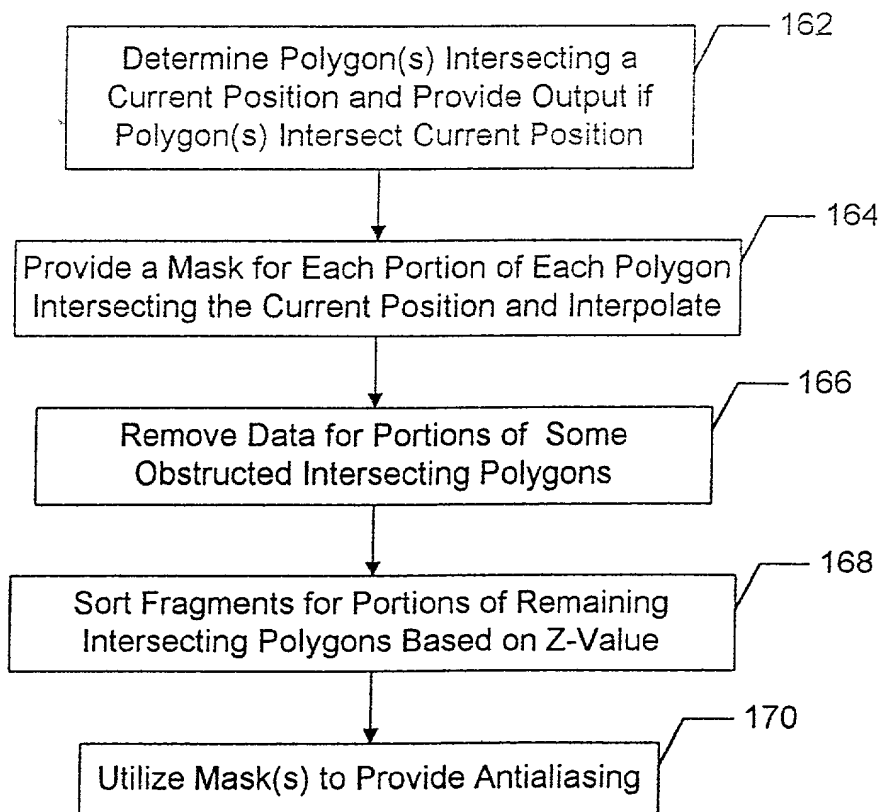 162
Determine Polygon(s) Intersecting a
Current Position and Provide Output if
Polygon(s) Intersect Current Position
164
Provide a Mask for Each Portion of Each Polygon
Intersecting the Current Position and Interpolate
166
Remove Data for Portions of Some
Obstructed Intersecting Polygons
168
Sort Fragments for Portions of Remaining
Intersecting Polygons Based on Z-Value
170
Utilize Mask(s) to Provide Antialiasing